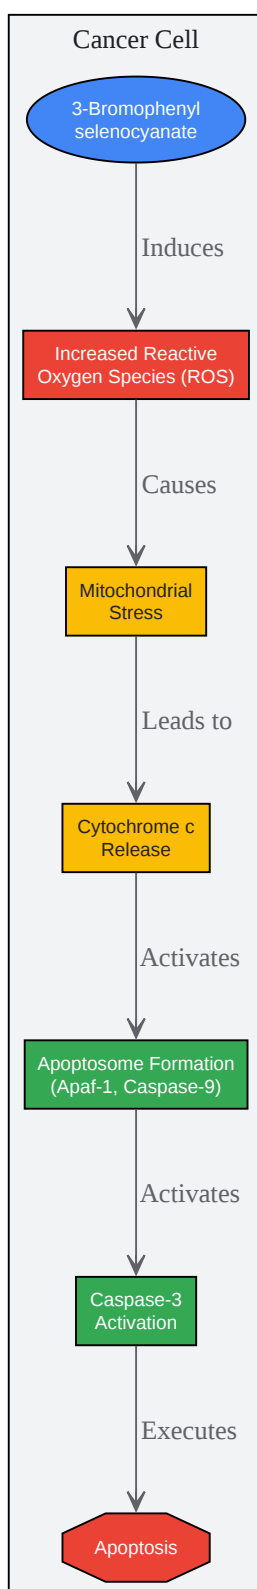 Cancer Cell
3-Bromophenyl
selenocyanate
Induces
Increased Reactive
Oxygen Species (ROS)
Causes
Mitochondrial
Stress
Leads to
Cytochrome c
Release
Activates
Apoptosome Formation
(Apaf-1, Caspase-9)
Activates
Caspase-3
Activation
Executes
Apoptosis